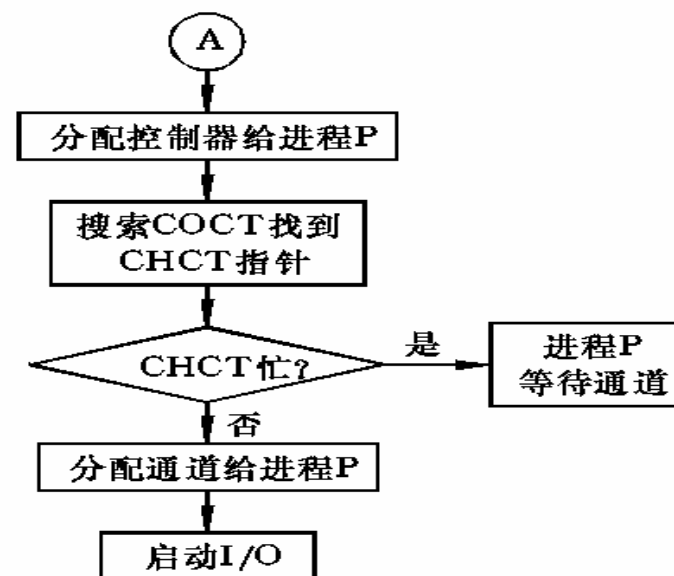 A
分配控制器给进程P
搜索COCT找到
CHCT指针
CHCT忙?
是
进程P
等待通道
否
分配通道给进程P
启动I/O